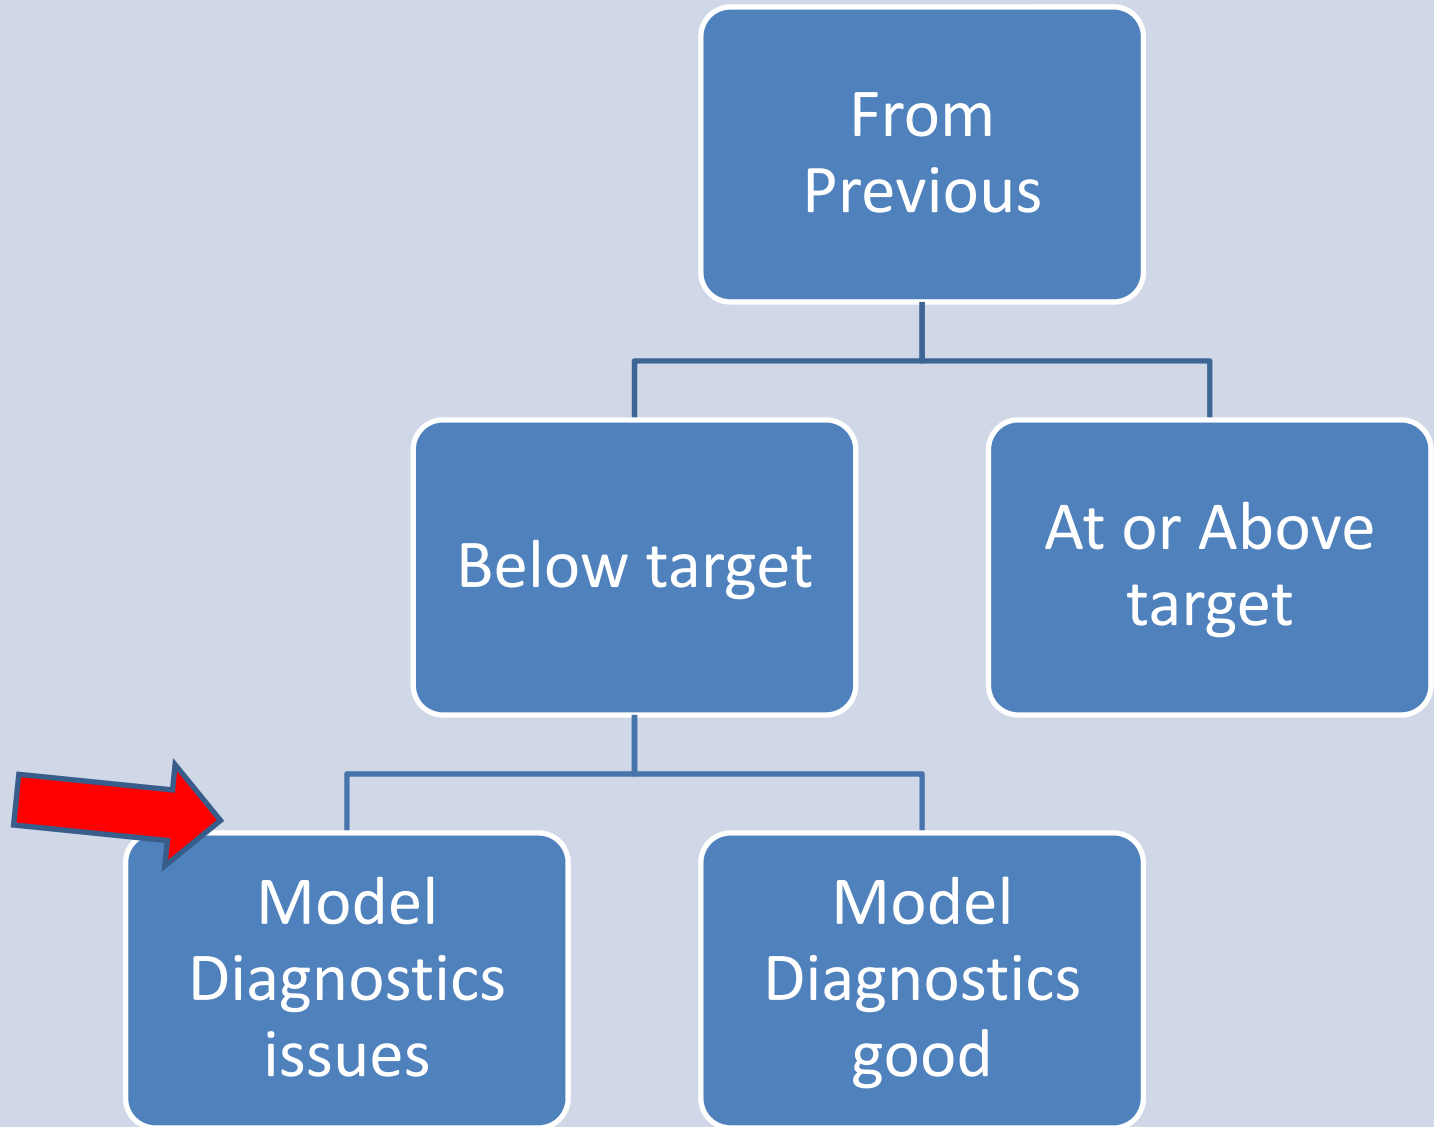 From
Previous
Below target
At or Above
target
Model
Diagnostics
issues
Model
Diagnostics
good